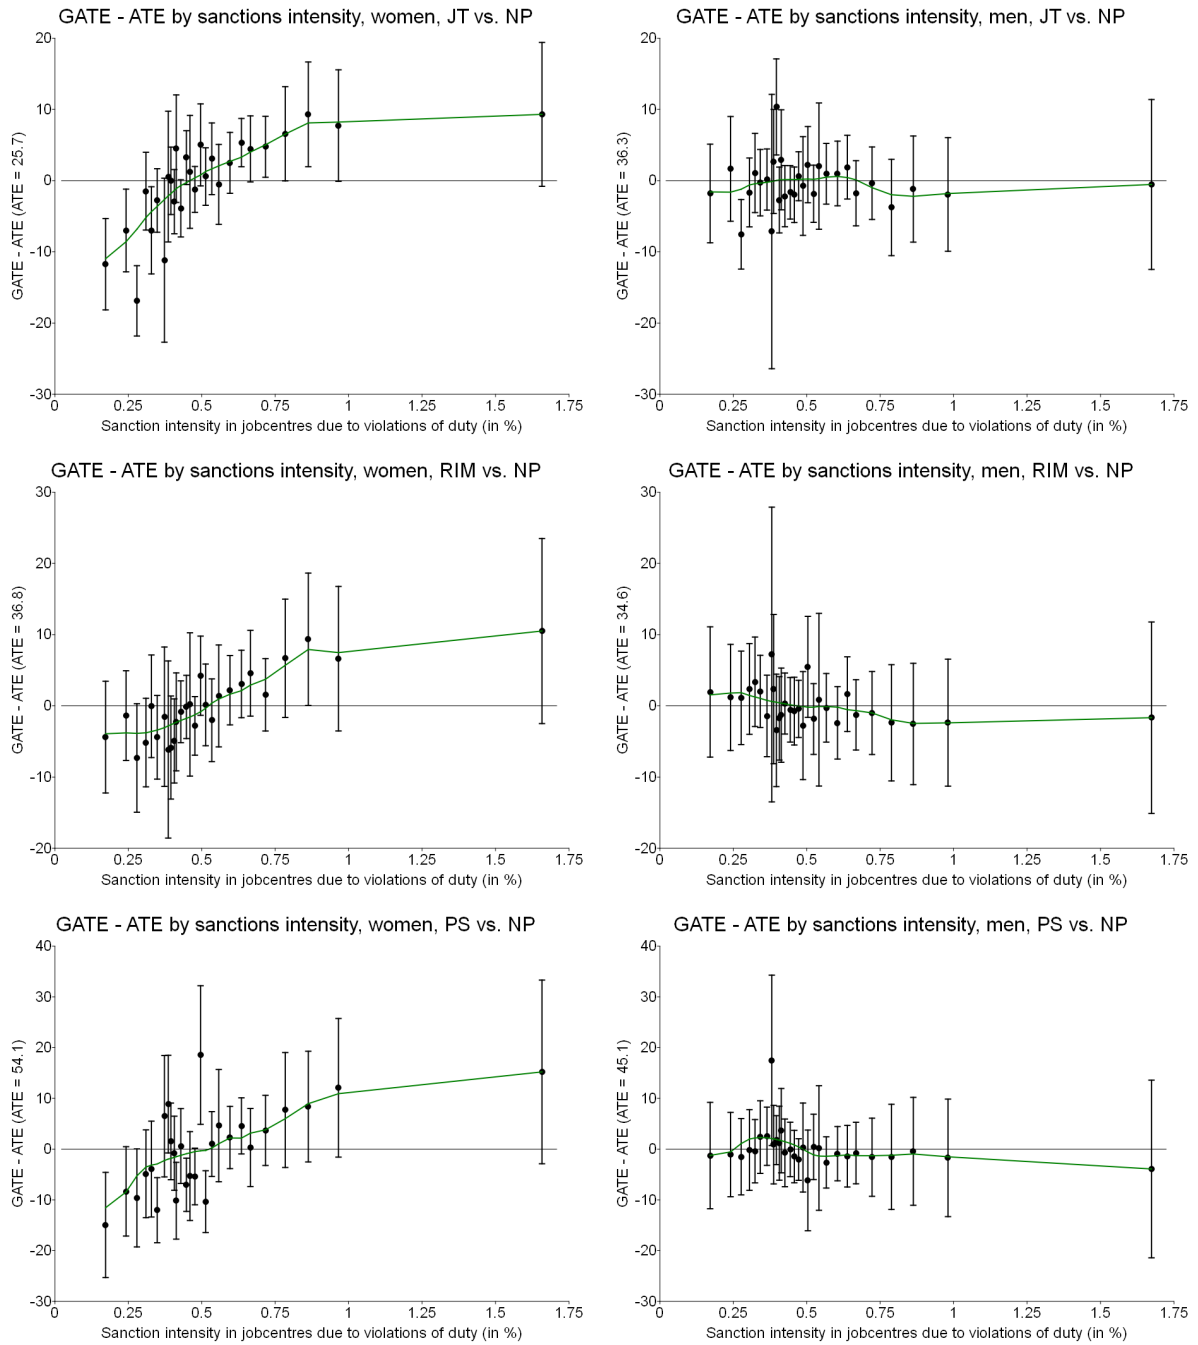 GATE - ATE by sanctions intensity, women, JT vs. NP
20
10
0
-10
-20
-30
GATE - ATE (ATE = 25.7)
0 0.25 0.5 0.75 1 1.25 1.5 1.75
Sanction intensity in jobcentres due to violations of duty (in %)
GATE - ATE by sanctions intensity, men, JT vs. NP
20
10
0
-10
-20
-30
GATE - ATE (ATE = 36.3)
0 0.25 0.5 0.75 1 1.25 1.5 1.75
Sanction intensity in jobcentres due to violations of duty (in %)
GATE - ATE by sanctions intensity, women, RIM vs. NP
30
20
10
0
-10
-20
GATE - ATE (ATE = 36.8)
0 0.25 0.5 0.75 1 1.25 1.5 1.75
Sanction intensity in jobcentres due to violations of duty (in %)
GATE - ATE by sanctions intensity, men, RIM vs. NP
30
20
10
0
-10
-20
GATE - ATE (ATE = 34.6)
0 0.25 0.5 0.75 1 1.25 1.5 1.75
Sanction intensity in jobcentres due to violations of duty (in %)
GATE - ATE by sanctions intensity, women, PS vs. NP
40
30
20
10
0
-10
-20
-30
GATE - ATE (ATE = 54.1)
0 0.25 0.5 0.75 1 1.25 1.5 1.75
Sanction intensity in jobcentres due to violations of duty (in %)
GATE - ATE by sanctions intensity, men, PS vs. NP
40
30
20
10
0
-10
-20
-30
GATE - ATE (ATE = 45.1)
0 0.25 0.5 0.75 1 1.25 1.5 1.75
Sanction intensity in jobcentres due to violations of duty (in %)